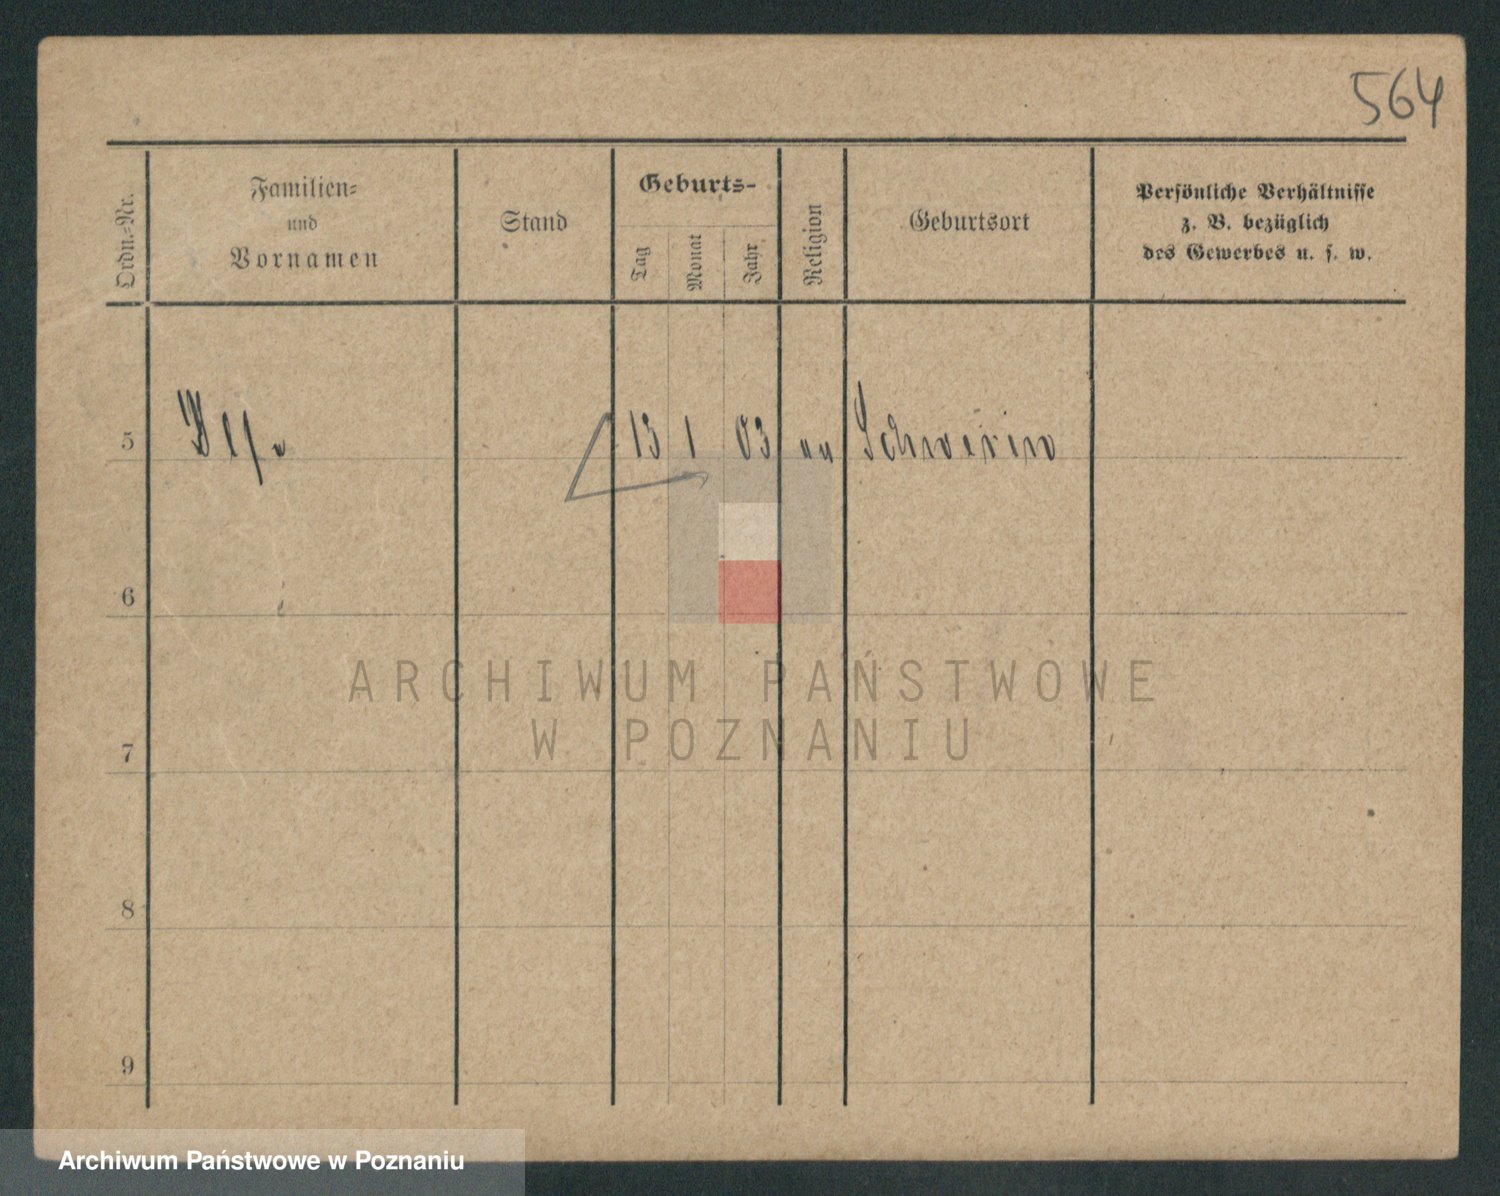 564
Ordn.-Nr.
Familien-
und
Vornamen
Stand
Geburts-
Tag
Monat
Jahr
Religion
Geburtsort
Persönliche Verhältnisse
z. B. bezüglich
des Gewerbes u. s. w.
5 13 1 03 Schwerin
6
7
8
9
ARCHIWUM PAŃSTWOWE
W POZNANIU
Archiwum Państwowe w Poznaniu